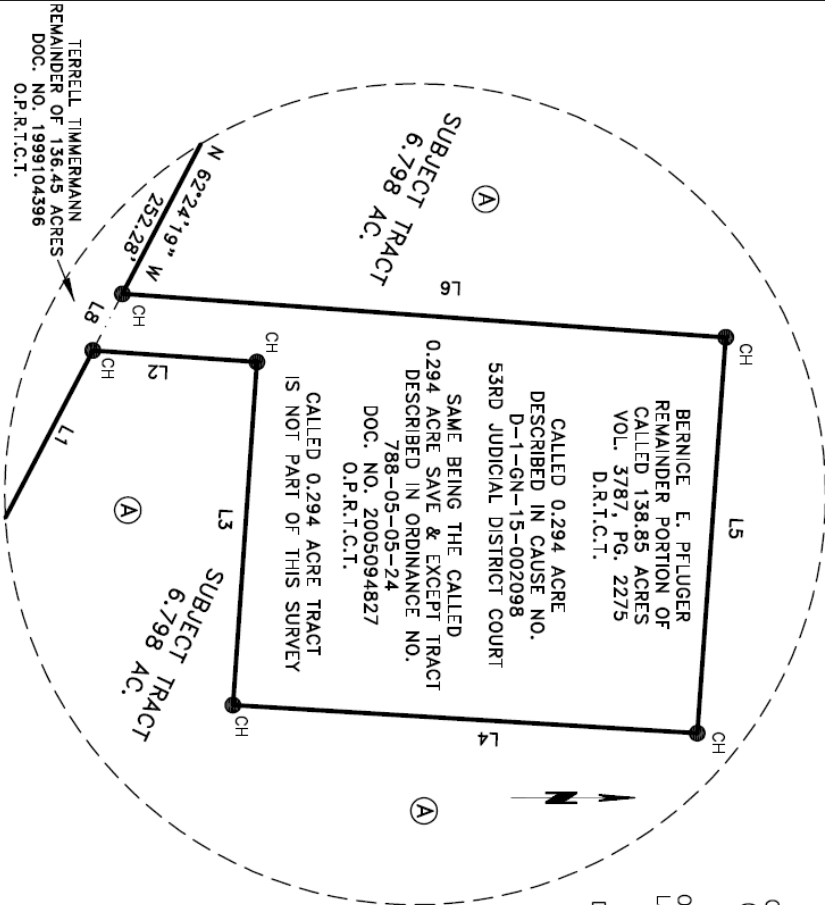 TERRELL TIMMERMANN
REMAINDER OF 136.45 ACRES
DOC. NO. 1999104396
O.P.R.T.C.T.
N 62°24'19" W
252.28'
SUBJECT TRACT
6.798 AC.
A
L6
CH
CH
L8
CH
L2
CH
L1
L5
BERNICE E. PFLUGER
REMAINDER PORTION OF
CALLED 138.85 ACRES
VOL. 3787, PG. 2275
D.R.T.C.T.
CALLED 0.294 ACRE
DESCRIBED IN CAUSE NO.
D-1-GN-15-002098
53RD JUDICIAL DISTRICT COURT
SAME BEING THE CALLED
0.294 ACRE SAVE & EXCEPT TRACT
DESCRIBED IN ORDINANCE NO.
788-05-05-24
DOC. NO. 2005094827
O.P.R.T.C.T.
CALLED 0.294 ACRE TRACT
IS NOT PART OF THIS SURVEY
L3
A
SUBJECT TRACT
6.798 AC.
CH
L4
CH
N
A